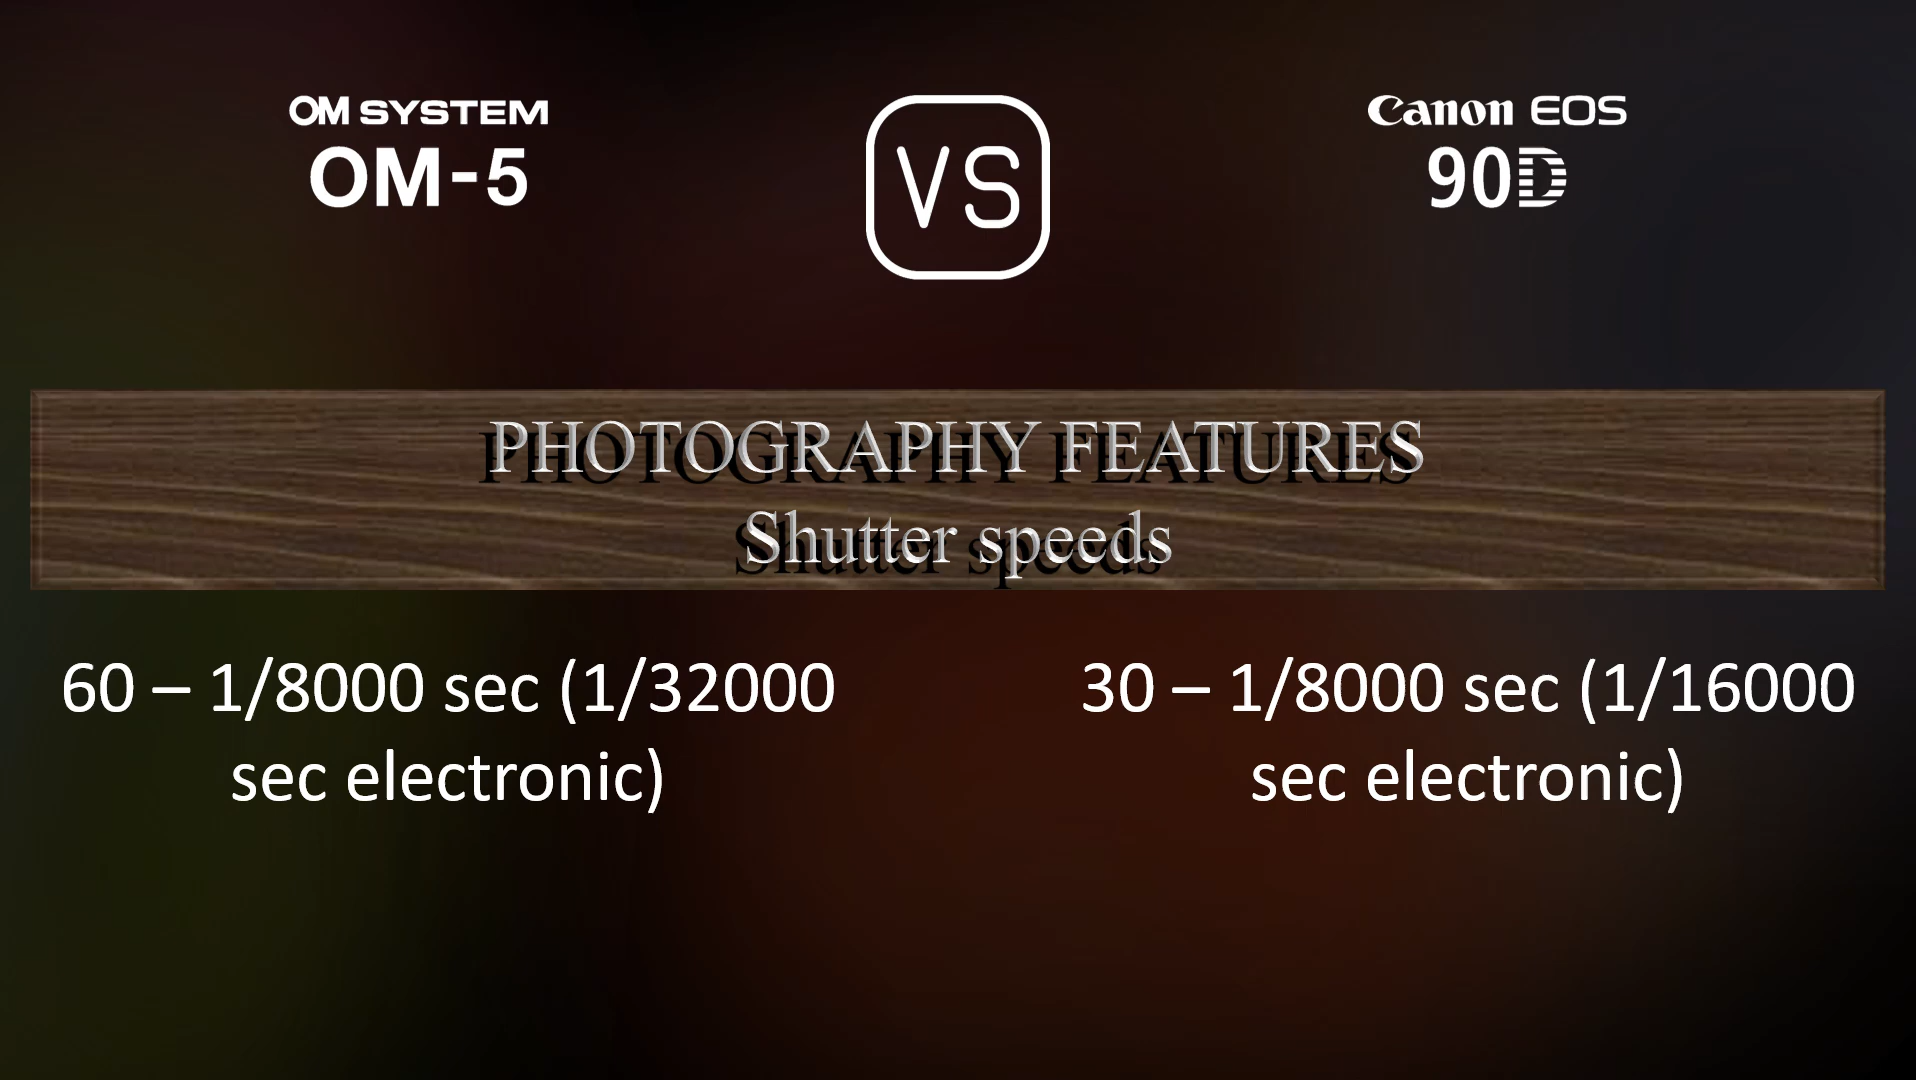 OM SYSTEM
OM-5
VS
Canon EOS
90D
PHOTOGRAPHY FEATURES
Shutter speeds
60 – 1/8000 sec (1/32000
sec electronic)
30 – 1/8000 sec (1/16000
sec electronic)